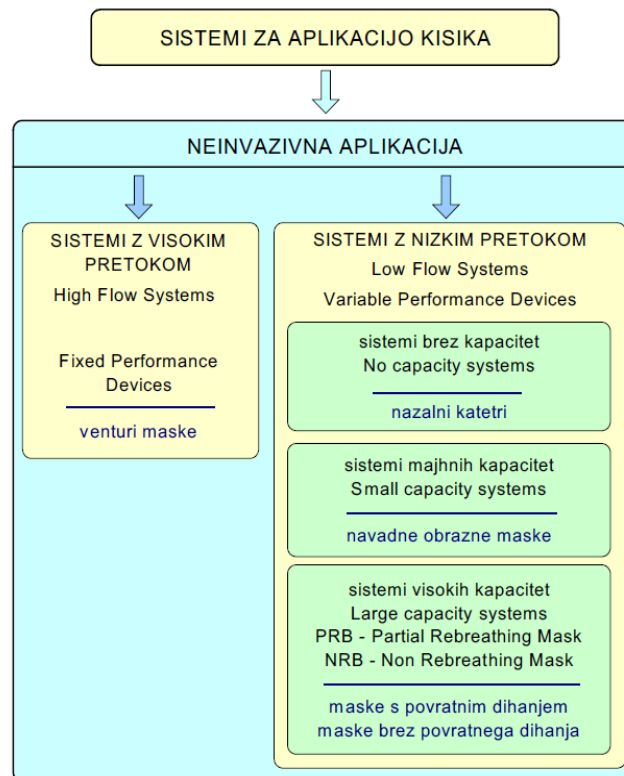 SISTEMI ZA APLIKACIJO KISIKA
NEINVAZIVNA APLIKACIJA
SISTEMI Z VISOKIM
PRETOKOM
High Flow Systems
Fixed Performance
Devices
venturi maske
SISTEMI Z NIZKIM PRETOKOM
Low Flow Systems
Variable Performance Devices
sistemi brez kapacitet
No capacity systems
nazalni katetri
sistemi majhnih kapacitet
Small capacity systems
navadne obrazne maske
sistemi visokih kapacitet
Large capacity systems
PRB - Partial Rebreathing Mask
NRB - Non Rebreathing Mask
maske s povratnim dihanjem
maske brez povratnega dihanja